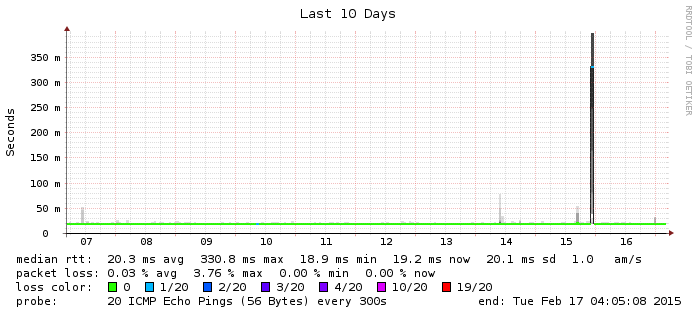 Last 10 Days
RRDTOOL / TOBI OETIKER
Seconds
350 m
300 m
250 m
200 m
150 m
100 m
50 m
0
07 08 09 10 11 12 13 14 15 16
median rtt: 20.3 ms avg 330.8 ms max 18.9 ms min 19.2 ms now 20.1 ms sd 1.0 am/s
packet loss: 0.03 % avg 3.76 % max 0.00 % min 0.00 % now
loss color: 0 1/20 2/20 3/20 4/20 10/20 19/20
probe: 20 ICMP Echo Pings (56 Bytes) every 300s end: Tue Feb 17 04:05:08 2015